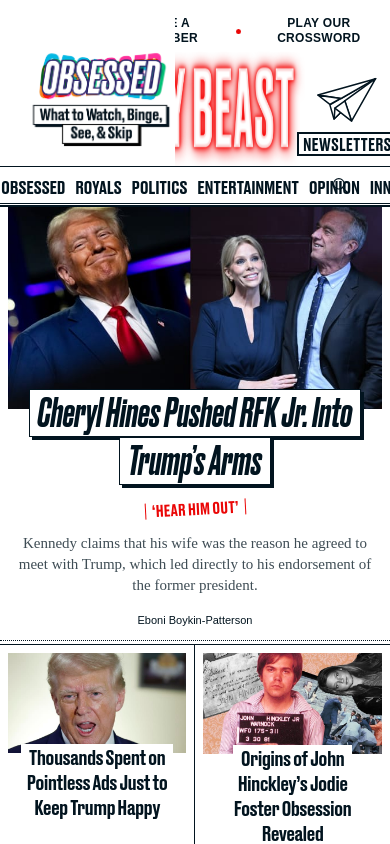 E A
BER
PLAY OUR
CROSSWORD
OBSESSED
What to Watch, Binge,
See, & Skip
Y BEAST
NEWSLETTERS
OBSESSED ROYALS POLITICS ENTERTAINMENT OPINION INN
Cheryl Hines Pushed RFK Jr. Into
Trump's Arms
'HEAR HIM OUT'
Kennedy claims that his wife was the reason he agreed to
meet with Trump, which led directly to his endorsement of
the former president.
Eboni Boykin-Patterson
Thousands Spent on
Pointless Ads Just to
Keep Trump Happy
JOHN HINCKLEY JR
WARNOCK
WFO 175-311
3 30 81
Origins of John
Hinckley's Jodie
Foster Obsession
Revealed